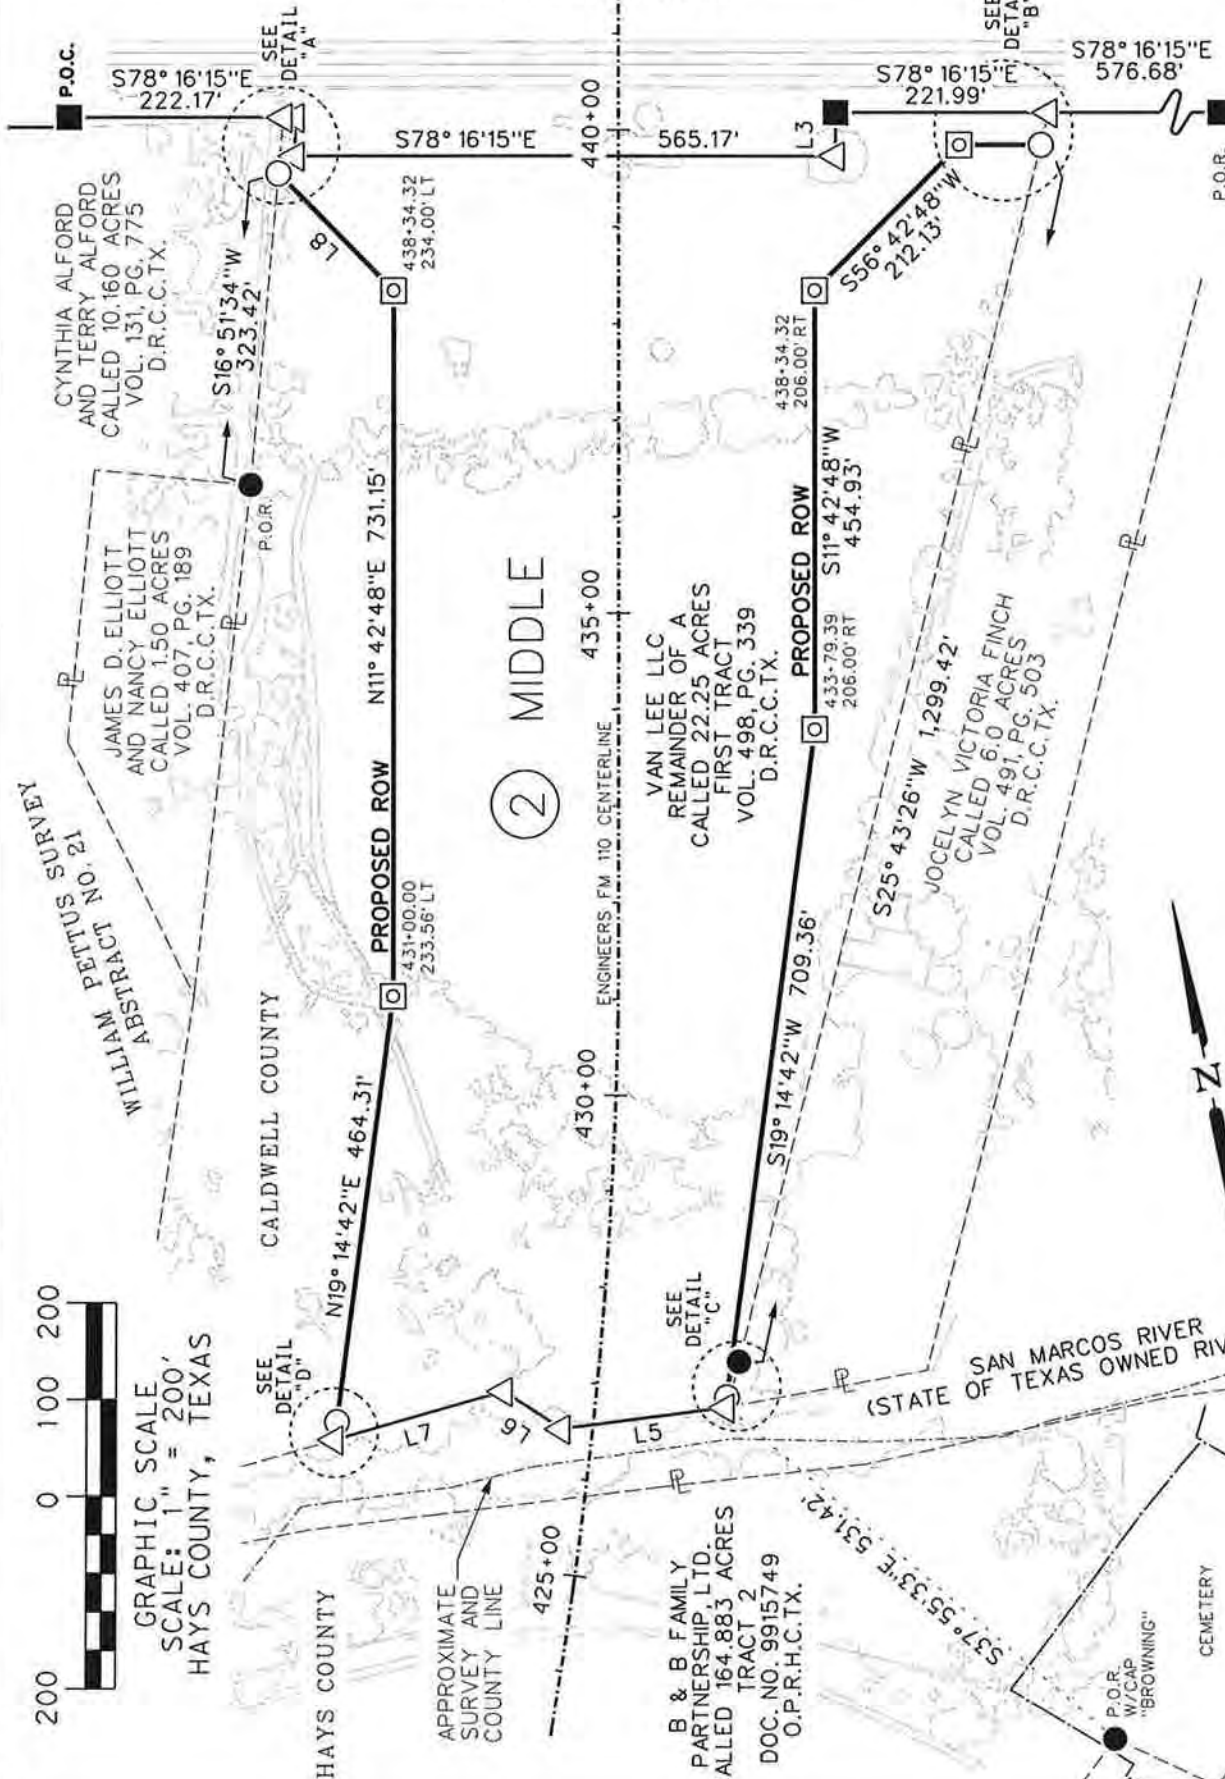 P.O.C.
S78° 16'15"E
222.17'
SEE
DETAIL
"A"
S78° 16'15"E 565.17'
440+00
L3
S78° 16'15"E
221.99'
SEE
DETA
"B"
S78° 16'15"E
576.68'
P.O.R.
CYNTHIA ALFORD
AND TERRY ALFORD
CALLED 10.160 ACRES
VOL. 131, PG. 775
D.R.C.C.TX.
S16° 51'34"W
323.42'
L8
438+34.32
234.00' LT
S56° 42'48"W
212.13'
438+34.32
206.00' RT
P.O.R.
JAMES D. ELLIOTT
AND NANCY ELLIOTT
CALLED 1.50 ACRES
VOL. 407, PG. 189
D.R.C.C.TX.
PL
PL
PL
PL
N11° 42'48"E 731.15'
PROPOSED ROW
2 MIDDLE
435+00
ENGINEERS FM 110 CENTERLINE
VAN LEE LLC
REMAINDER OF A
CALLED 22.25 ACRES
FIRST TRACT
VOL. 498, PG. 339
D.R.C.C.TX.
PROPOSED ROW
S11° 42'48"W
454.93'
433+79.39
206.00' RT
S25° 43'26"W 1,299.42'
JOCELYN VICTORIA FINCH
CALLED 6.0 ACRES
VOL. 491, PG. 503
D.R.C.C.TX.
WILLIAM PETTUS SURVEY
ABSTRACT NO. 21
431+00.00
233.56' LT
CALDWELL COUNTY
N19° 14'42"E 464.31'
430+00
S19° 14'42"W 709.36'
N
200 100 0 200
GRAPHIC SCALE
SCALE: 1" = 200'
HAYS COUNTY, TEXAS
SEE
DETAIL
"D"
L7
L6
L5
SEE
DETAIL
"C"
PL
PL
SAN MARCOS RIVER
(STATE OF TEXAS OWNED RIV
HAYS COUNTY
APPROXIMATE
SURVEY AND
COUNTY LINE
425+00
B & B FAMILY
PARTNERSHIP, LTD.
ALLED 164.883 ACRES
TRACT 2
DOC. NO. 9915749
O.P.R.H.C.TX.
S37° 55'33"E 531.42'
P.O.R.
W/CAP
"BROWNING"
CEMETERY